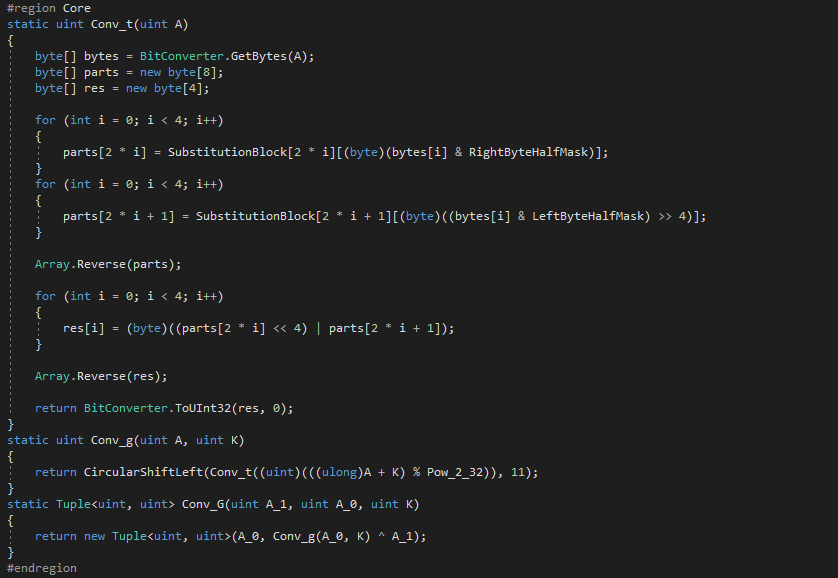 #region Core
static uint Conv_t(uint A)
{
byte[] bytes = BitConverter.GetBytes(A);
byte[] parts = new byte[8];
byte[] res = new byte[4];
for (int i = 0; i < 4; i++)
{
parts[2 * i] = SubstitutionBlock[2 * i][(byte)(bytes[i] & RightByteHalfMask)];
}
for (int i = 0; i < 4; i++)
{
parts[2 * i + 1] = SubstitutionBlock[2 * i + 1][(byte)((bytes[i] & LeftByteHalfMask) >> 4)];
}
Array.Reverse(parts);
for (int i = 0; i < 4; i++)
{
res[i] = (byte)((parts[2 * i] << 4) | parts[2 * i + 1]);
}
Array.Reverse(res);
return BitConverter.ToUInt32(res, 0);
}
static uint Conv_g(uint A, uint K)
{
return CircularShiftLeft(Conv_t((uint)(((ulong)A + K) % Pow_2_32)), 11);
}
static Tuple<uint, uint> Conv_G(uint A_1, uint A_0, uint K)
{
return new Tuple<uint, uint>(A_0, Conv_g(A_0, K) ^ A_1);
}
#endregion